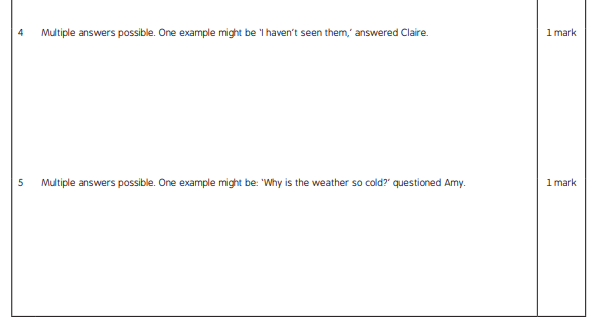 4 Multiple answers possible. One example might be ‘I haven’t seen them,’ answered Claire. 1 mark
5 Multiple answers possible. One example might be: ‘Why is the weather so cold?’ questioned Amy. 1 mark